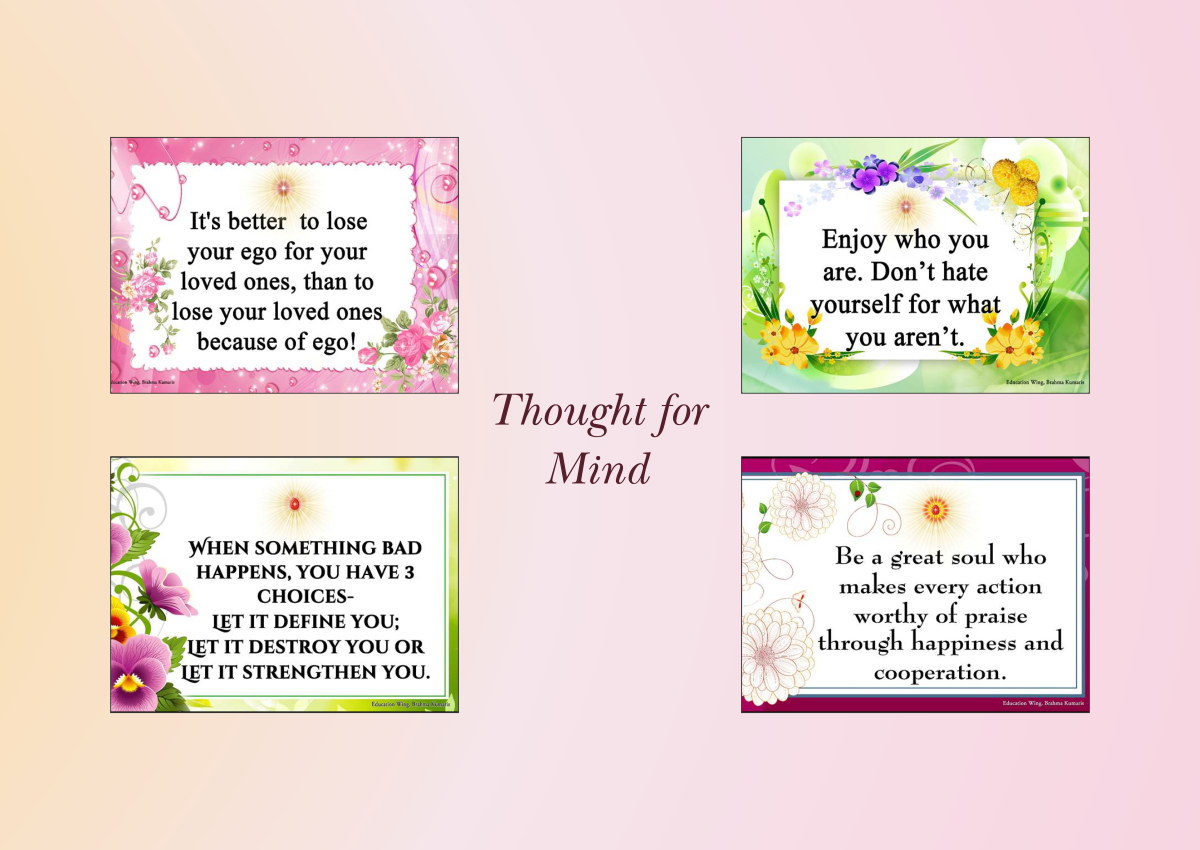 It's better to lose
your ego for your
loved ones, than to
lose your loved ones
because of ego!
Education Wing, Brahma Kumaris
Enjoy who you
are. Don’t hate
yourself for what
you aren’t.
Education Wing, Brahma Kumaris
Thought for
Mind
When something bad
happens, you have 3
choices-
Let it define you;
Let it destroy you or
Let it strengthen you.
Education Wing, Brahma Kumaris
Be a great soul who
makes every action
worthy of praise
through happiness and
cooperation.
Education Wing, Brahma Kumaris